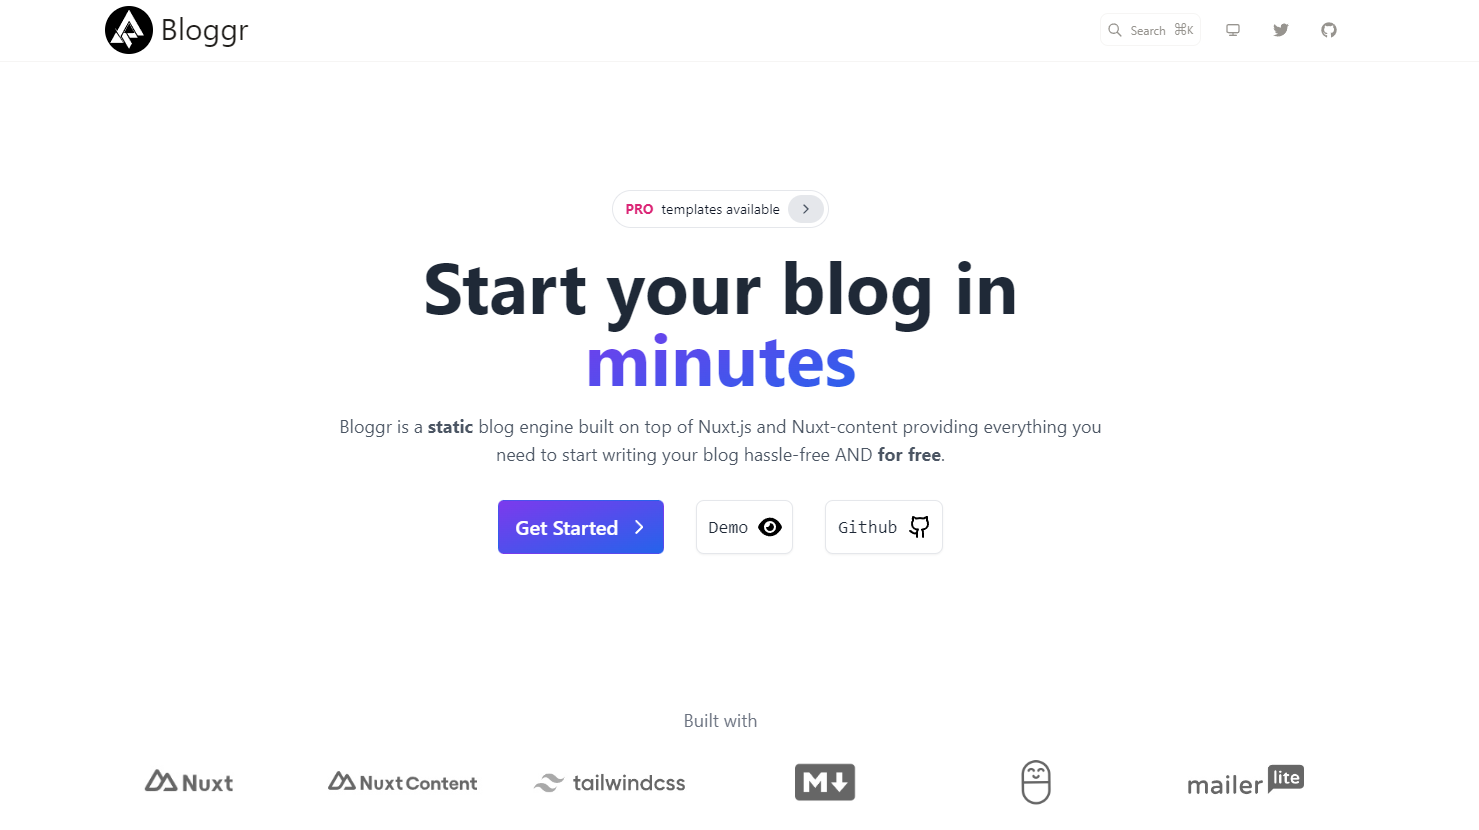 Bloggr
Search ⌘K
PRO templates available
Start your blog in
minutes
Bloggr is a static blog engine built on top of Nuxt.js and Nuxt-content providing everything you
need to start writing your blog hassle-free AND for free.
Get Started
Demo
Github
Built with
Nuxt
Nuxt Content
tailwindcss
M
mailer lite